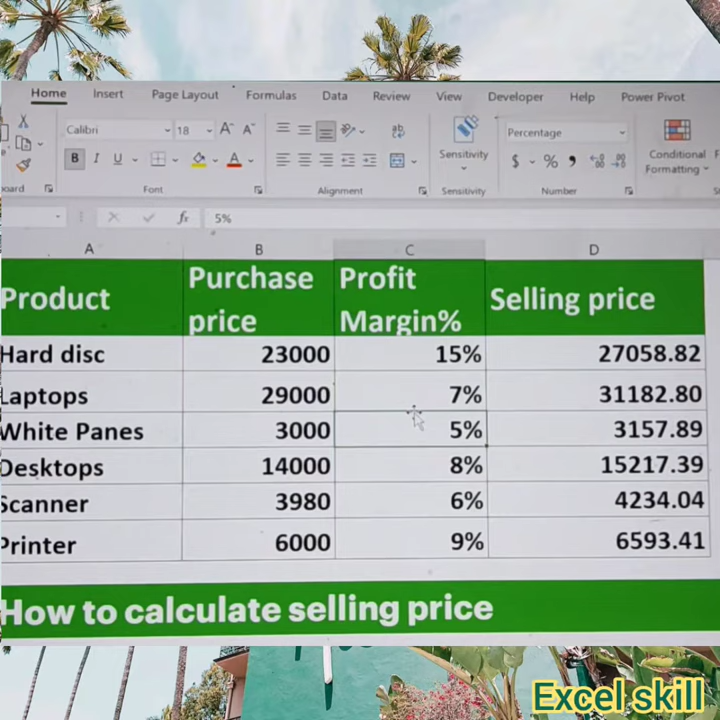 Home Insert Page Layout Formulas Data Review View Developer Help Power Pivot
Calibri 18 A A Percentage
B I U A Sensitivity $ % Conditional
Formatting
Font Alignment Sensitivity Number
fx 5%
A B C D
Product Purchase price Profit Margin% Selling price
Hard disc 23000 15% 27058.82
Laptops 29000 7% 31182.80
White Panes 3000 5% 3157.89
Desktops 14000 8% 15217.39
Scanner 3980 6% 4234.04
Printer 6000 9% 6593.41
How to calculate selling price
Excel skill